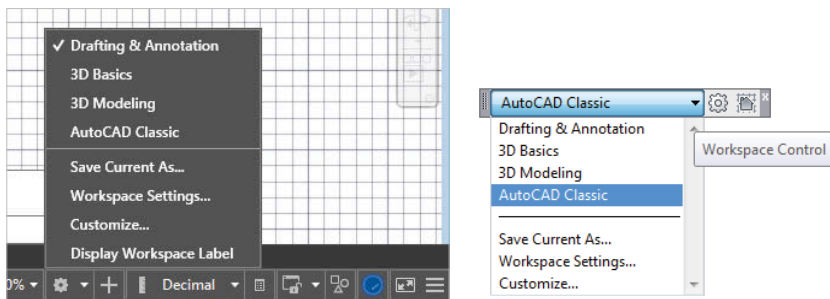 ✓ Drafting & Annotation
3D Basics
3D Modeling
AutoCAD Classic
Save Current As...
Workspace Settings...
Customize...
Display Workspace Label
0% Decimal
AutoCAD Classic
Drafting & Annotation
3D Basics
3D Modeling
AutoCAD Classic
Save Current As...
Workspace Settings...
Customize...
Workspace Control